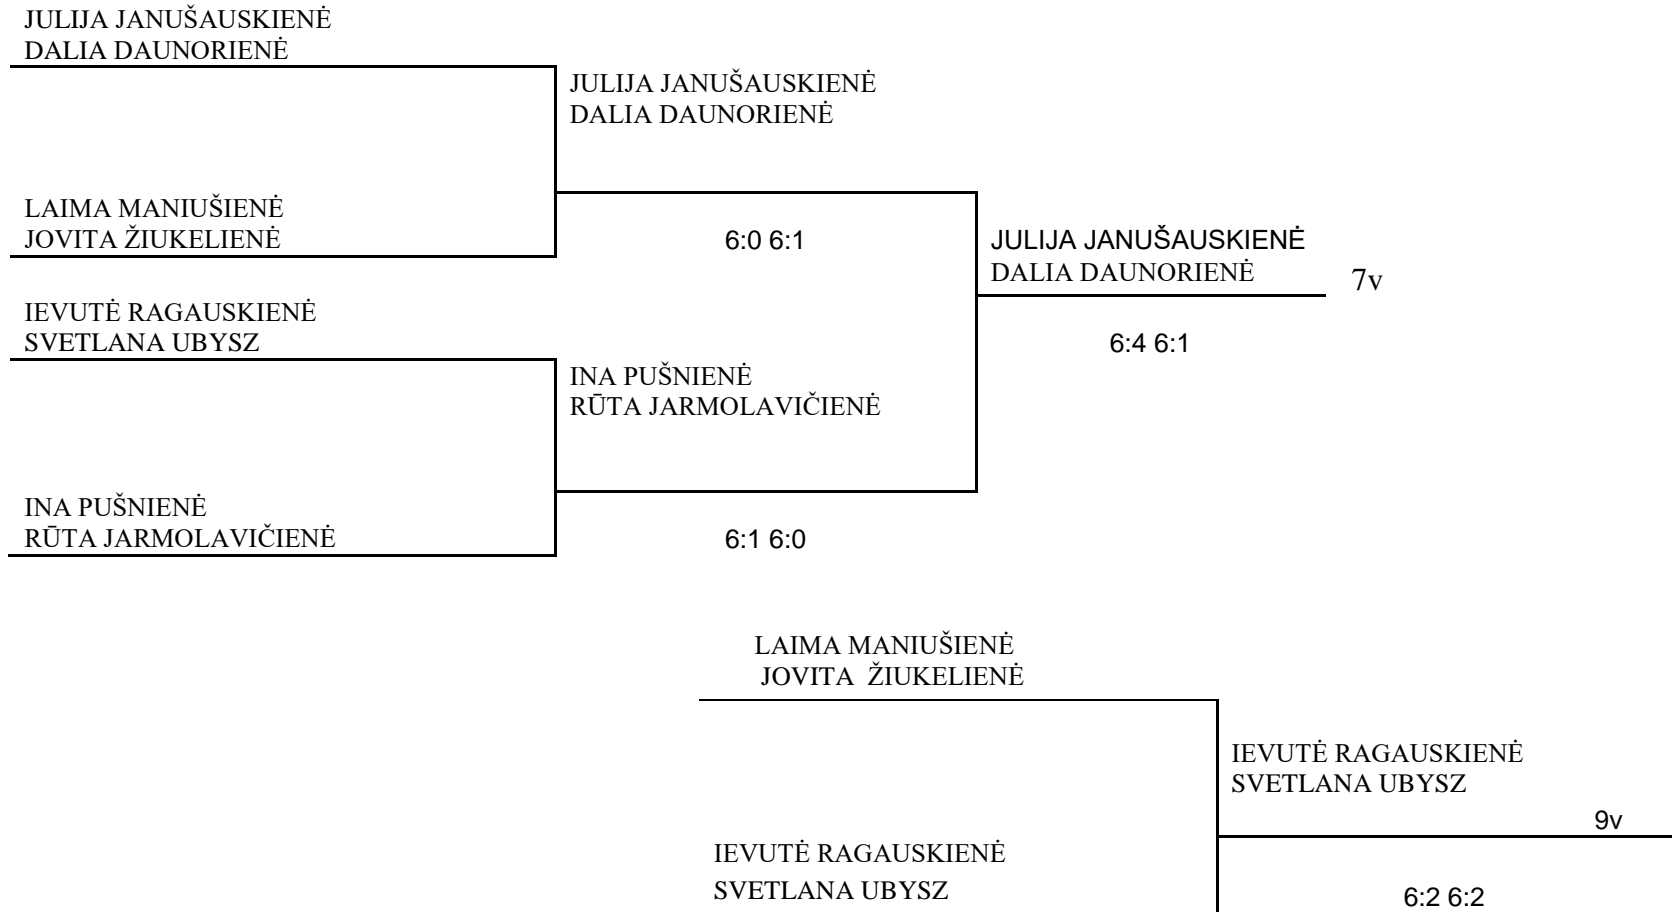 JULIJA JANUŠAUSKIENĖ
DALIA DAUNORIENĖ
JULIJA JANUŠAUSKIENĖ
DALIA DAUNORIENĖ
LAIMA MANIUŠIENĖ
JOVITA ŽIUKELIENĖ
6:0 6:1
JULIJA JANUŠAUSKIENĖ
DALIA DAUNORIENĖ
7v
IEVUTĖ RAGAUSKIENĖ
SVETLANA UBYSZ
6:4 6:1
INA PUŠNIENĖ
RŪTA JARMOLAVIČIENĖ
INA PUŠNIENĖ
RŪTA JARMOLAVIČIENĖ
6:1 6:0
LAIMA MANIUŠIENĖ
JOVITA  ŽIUKELIENĖ
IEVUTĖ RAGAUSKIENĖ
SVETLANA UBYSZ
9v
IEVUTĖ RAGAUSKIENĖ
SVETLANA UBYSZ
6:2 6:2